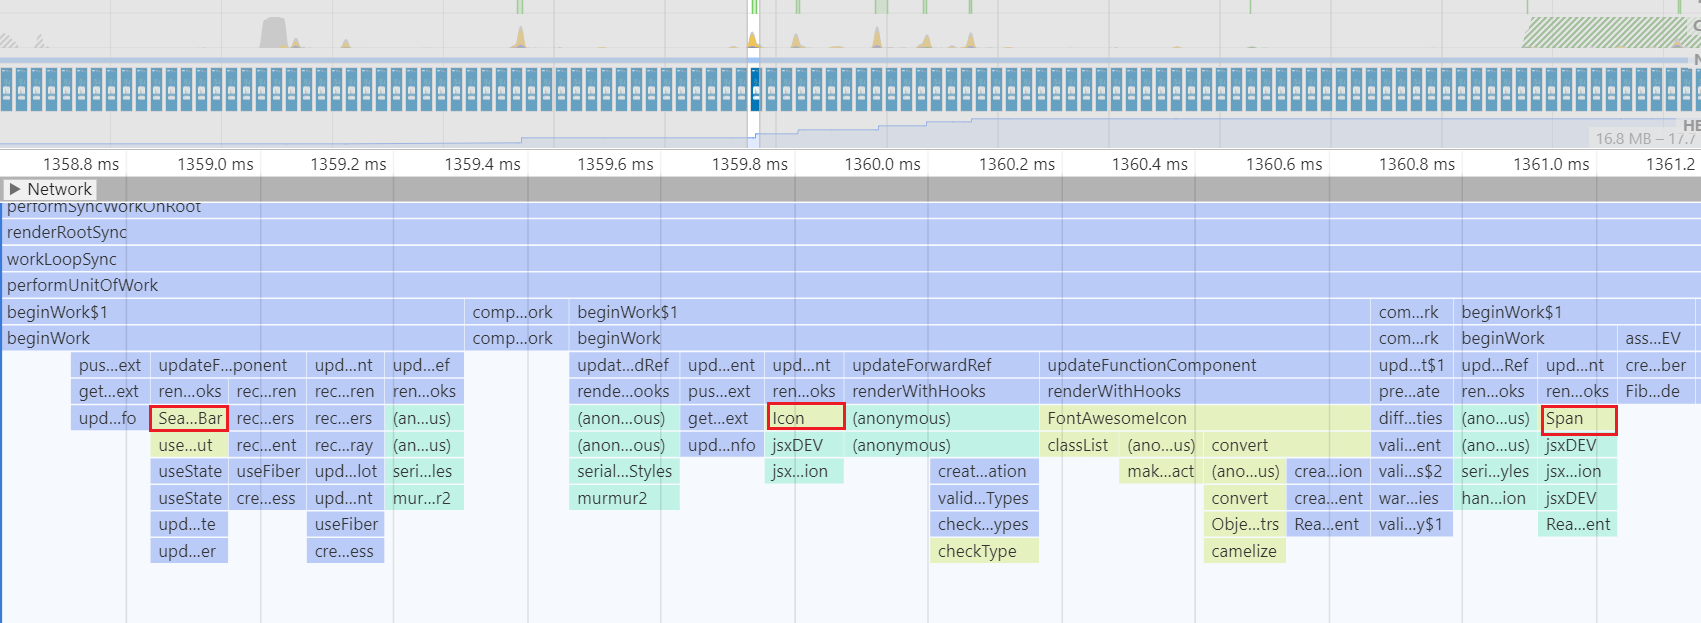 HE
16.8 MB – 17.7
1358.8 ms 1359.0 ms 1359.2 ms 1359.4 ms 1359.6 ms 1359.8 ms 1360.0 ms 1360.2 ms 1360.4 ms 1360.6 ms 1360.8 ms 1361.0 ms 1361.2
Network
performSyncWorkOnRoot
renderRootSync
workLoopSync
performUnitOfWork
beginWork$1 comp...ork beginWork$1 com...rk beginWork$1
beginWork comp...ork beginWork com...rk beginWork ass...EV
pus...ext updateF...ponent upd...nt upd...ef updat...dRef upd...ent upd...nt updateForwardRef updateFunctionComponent upd...t$1 upd...Ref upd...nt cre...ber
get...ext ren...oks rec...ren rec...ren ren...oks rende...ooks pus...ext ren...oks renderWithHooks renderWithHooks pre...ate ren...oks ren...oks Fib...de
upd...fo Sea...Bar rec...ers rec...ers (an...us) (anon...ous) get...ext Icon (anonymous) FontAwesomeIcon diff...ties (ano...us) Span
use...ut rec...ent rec...ray (an...us) (anon...ous) upd...nfo jsxDEV (anonymous) classList (ano...us) convert vali...ent (ano...us) jsxDEV
useState useFiber upd...lot seri...les serial...Styles jsx...ion creat...ation mak...act (ano...us) crea...ion vali...s$2 seri...yles jsx...ion
useState cre...ess upd...nt mur...r2 murmur2 valid...Types convert crea...ent war...ies han...ion jsxDEV
upd...te useFiber check...ypes Obje...trs Rea...ent vali...y$1 Rea...ent
upd...er cre...ess checkType camelize